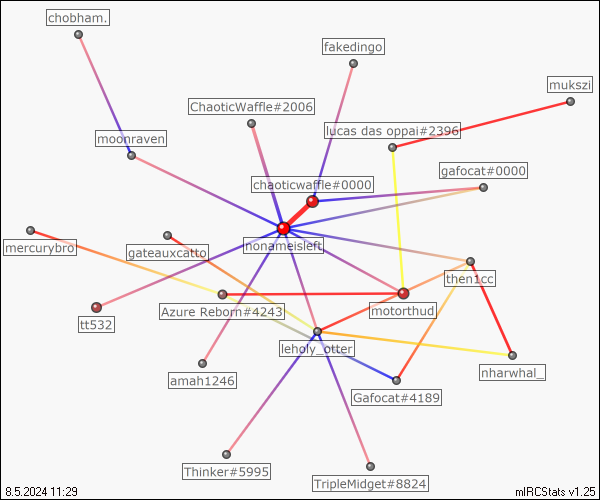 chobham.
fakedingo
mukszi
ChaoticWaffle#2006
lucas das oppai#2396
moonraven
gafocat#0000
chaoticwaffle#0000
nonameisleft
mercurybro
gateauxcatto
then1cc
Azure Reborn#4243
motorthud
tt532
leholy_otter
nharwhal_
amah1246
Gafocat#4189
Thinker#5995
TripleMidget#8824
8.5.2024 11:29
mIRCStats v1.25